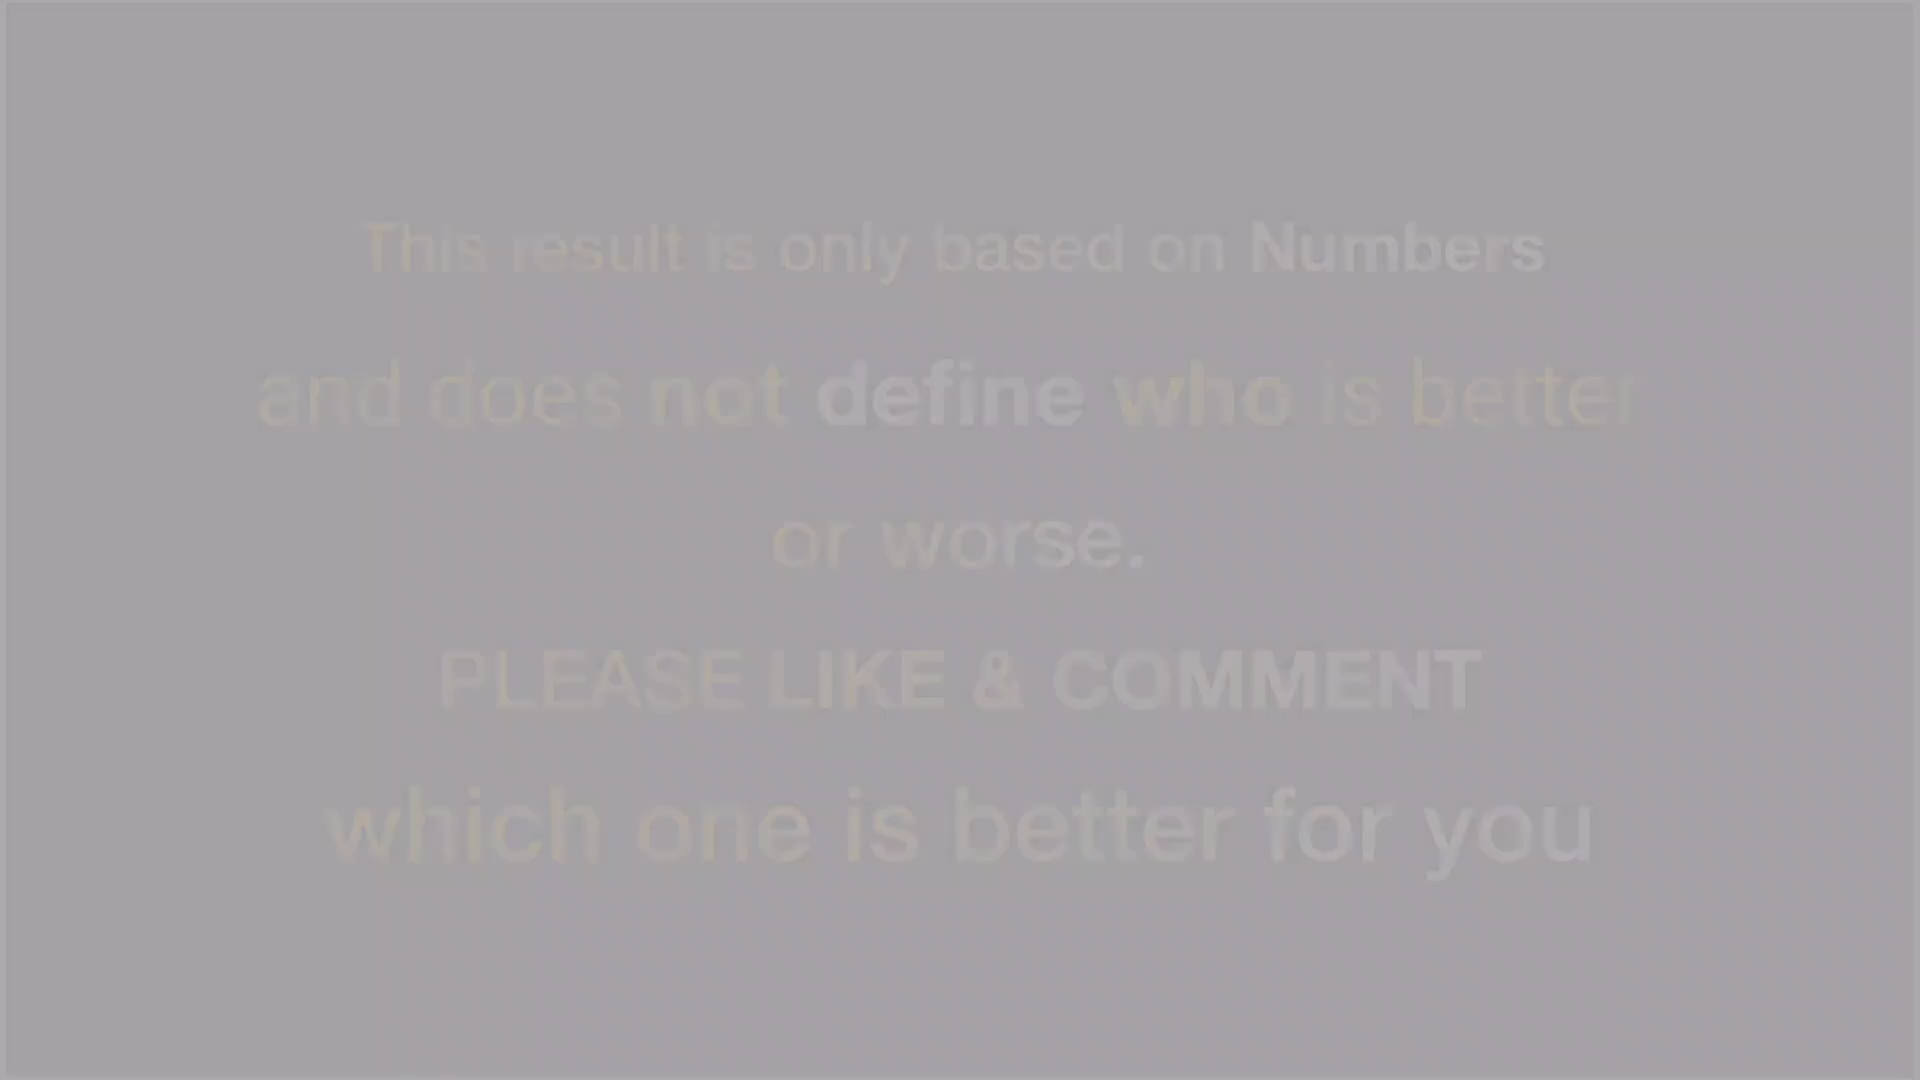 This result is only based on Numbers
and does not define who is better
or worse.
PLEASE LIKE & COMMENT
which one is better for you